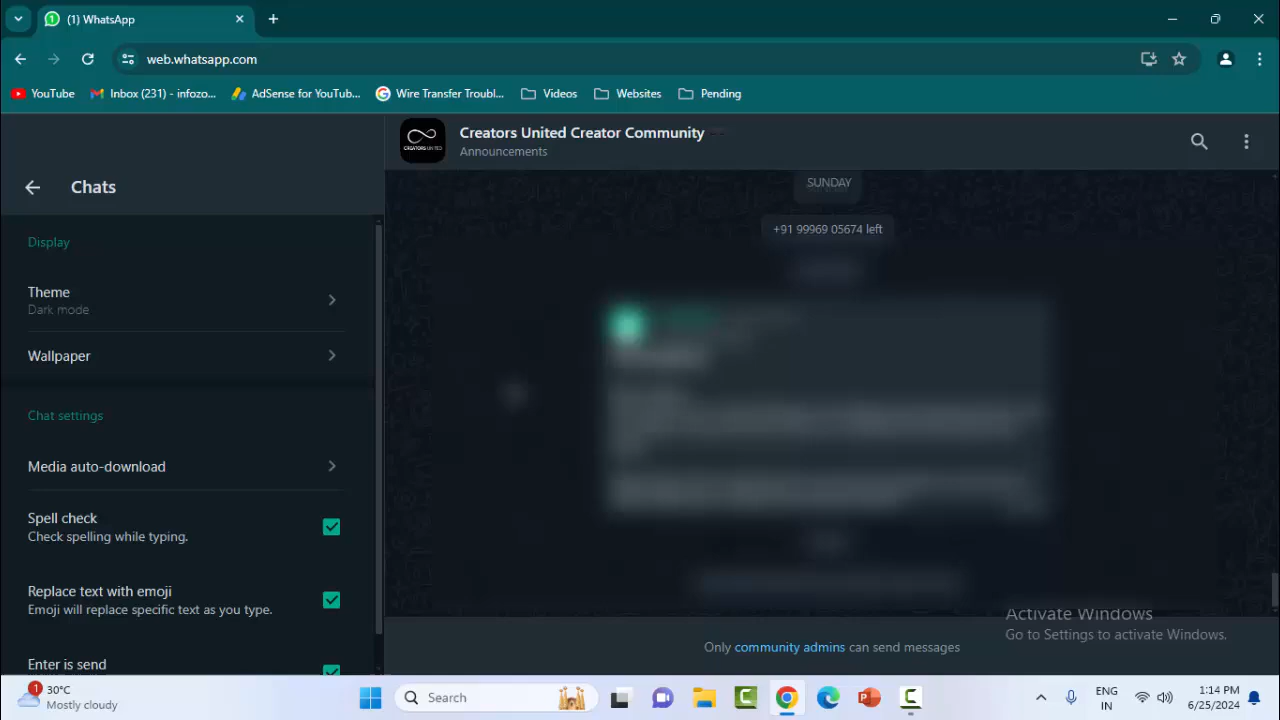 (1) WhatsApp
web.whatsapp.com
YouTube
Inbox (231) - infozo...
AdSense for YouTub...
Wire Transfer Troubl...
Videos
Websites
Pending
Chats
Display
Theme
Dark mode
Wallpaper
Chat settings
Media auto-download
Spell check
Check spelling while typing.
Replace text with emoji
Emoji will replace specific text as you type.
Enter is send
CREATORS UNITED
Creators United Creator Community
Announcements
SUNDAY
+91 99969 05674 left
Only community admins can send messages
Activate Windows
Go to Settings to activate Windows.
1
30°C
Mostly cloudy
Search
ENG
IN
1:14 PM
6/25/2024